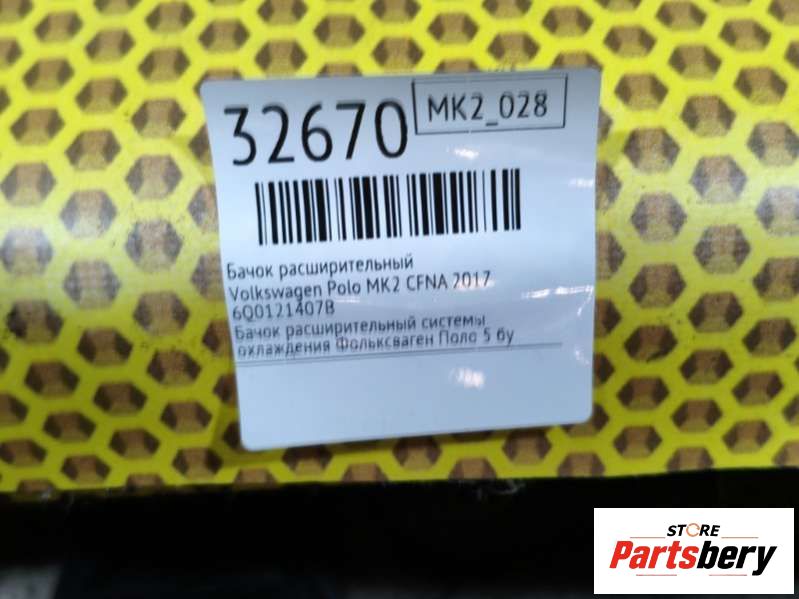 32670
MK2_028
Бачок расширительный
Volkswagen Polo MK2 CFNA 2017
6Q0121407B
Бачок расширительный системы
охлаждения Фольксваген Поло 5 бу
STORE
Partsbery